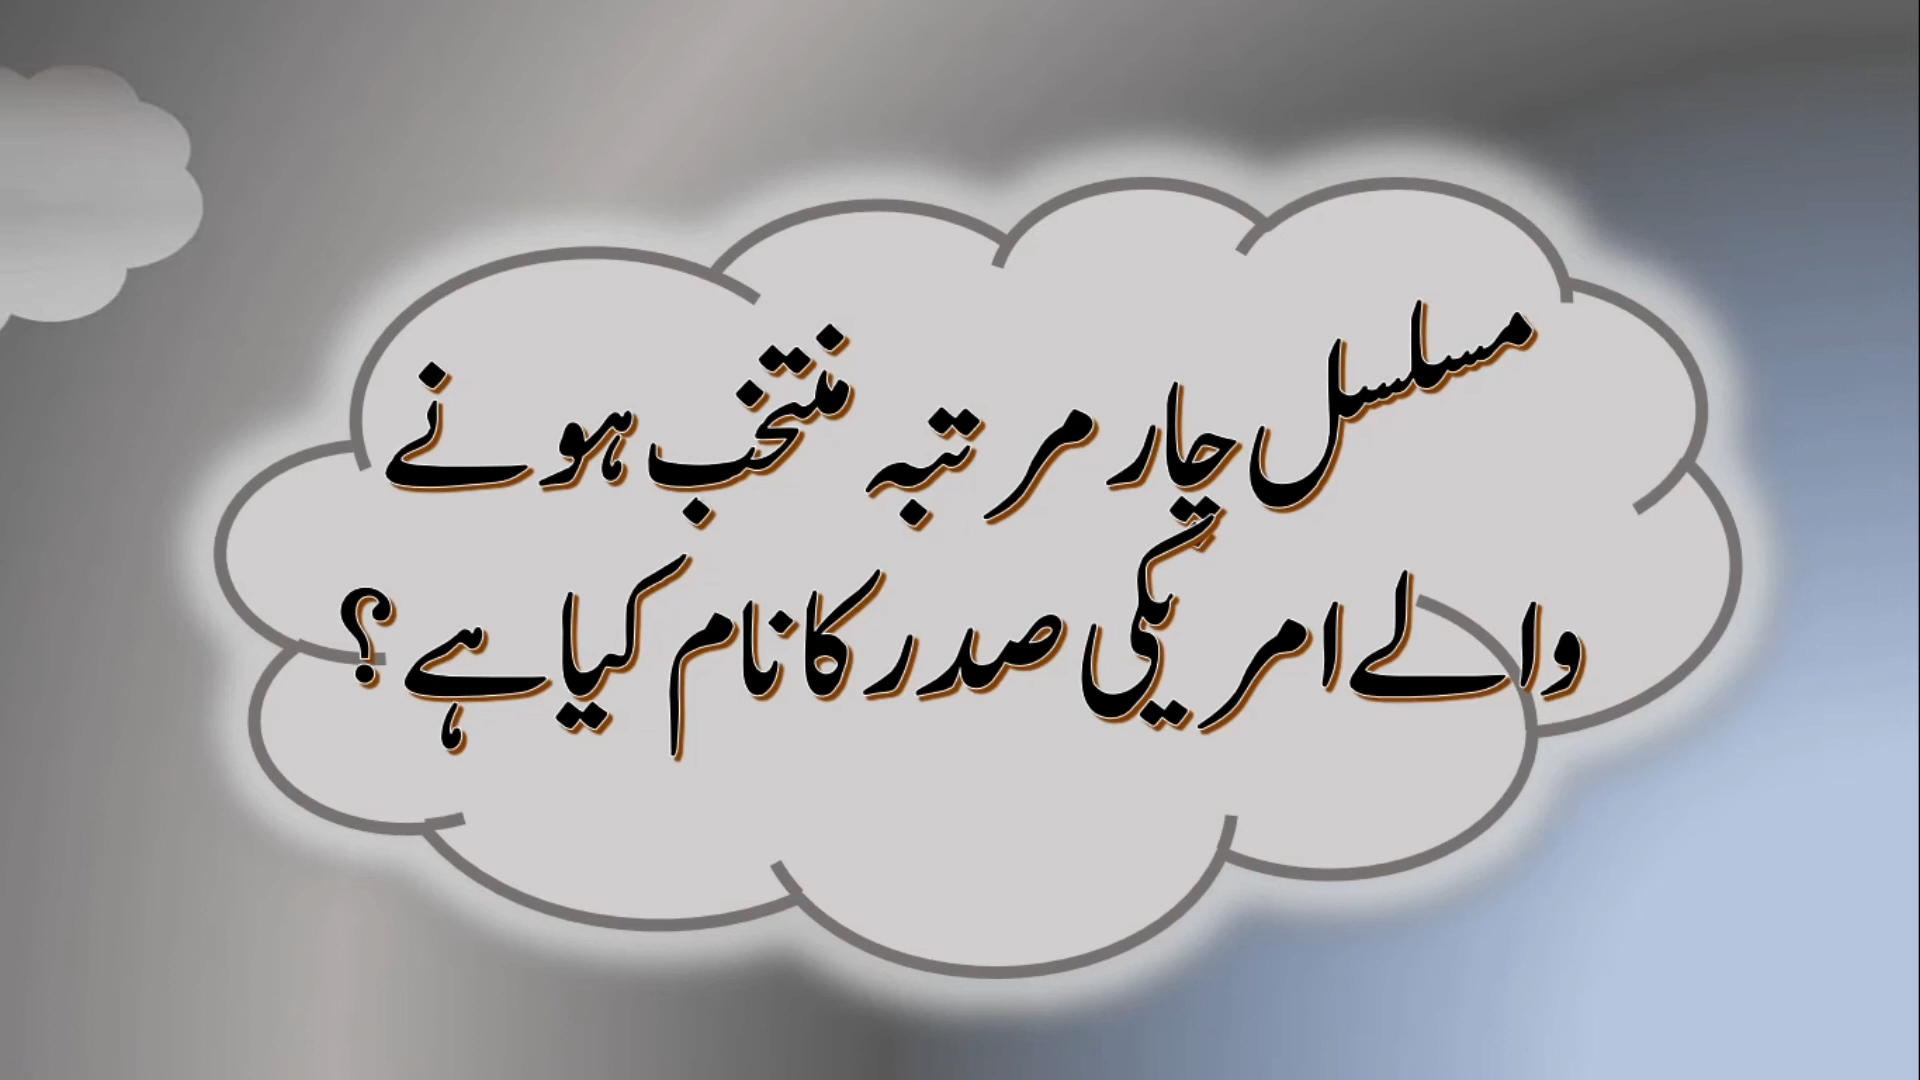 مسلسل چار مرتبہ منتخب ہونے
والے امریکی صدر کا نام کیا ہے ؟